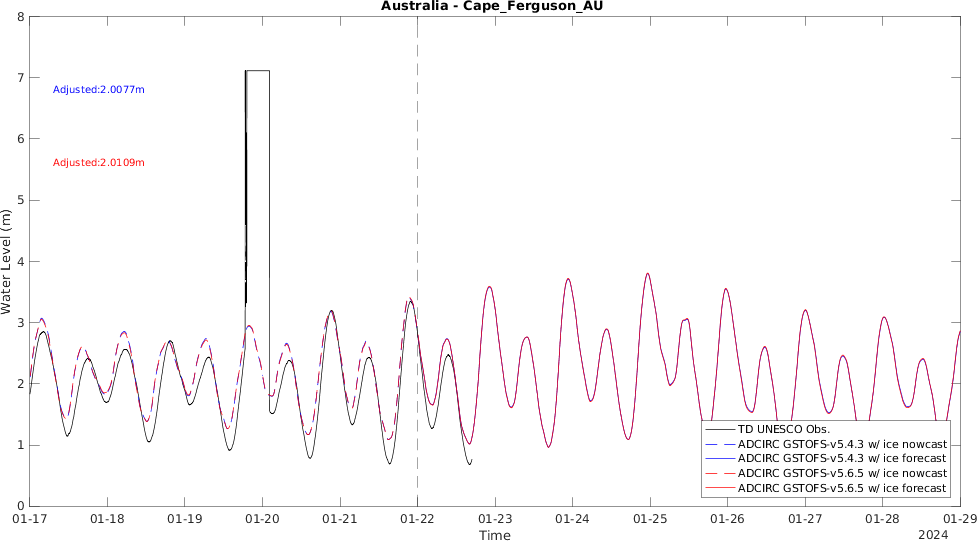 Australia - Cape_Ferguson_AU
8
7
6
5
4
3
2
1
0
Water Level (m)
Adjusted:2.0077m
Adjusted:2.0109m
TD UNESCO Obs.
ADCIRC GSTOFS-v5.4.3 w/ ice nowcast
ADCIRC GSTOFS-v5.4.3 w/ ice forecast
ADCIRC GSTOFS-v5.6.5 w/ ice nowcast
ADCIRC GSTOFS-v5.6.5 w/ ice forecast
01-17 01-18 01-19 01-20 01-21 01-22 01-23 01-24 01-25 01-26 01-27 01-28 01-29
Time
2024